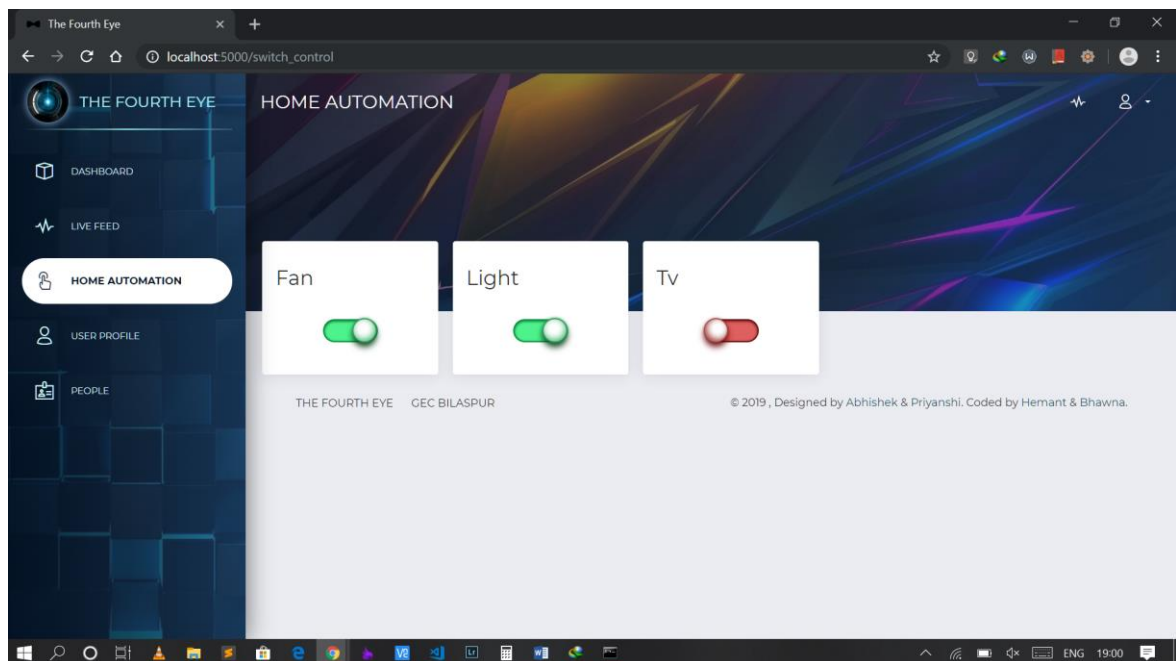 The Fourth Eye
localhost:5000/switch_control
THE FOURTH EYE
HOME AUTOMATION
DASHBOARD
LIVE FEED
HOME AUTOMATION
USER PROFILE
PEOPLE
Fan
Light
Tv
THE FOURTH EYE GEC BILASPUR
© 2019 , Designed by Abhishek & Priyanshi. Coded by Hemant & Bhawna.
V2
Lr
ENG 19:00